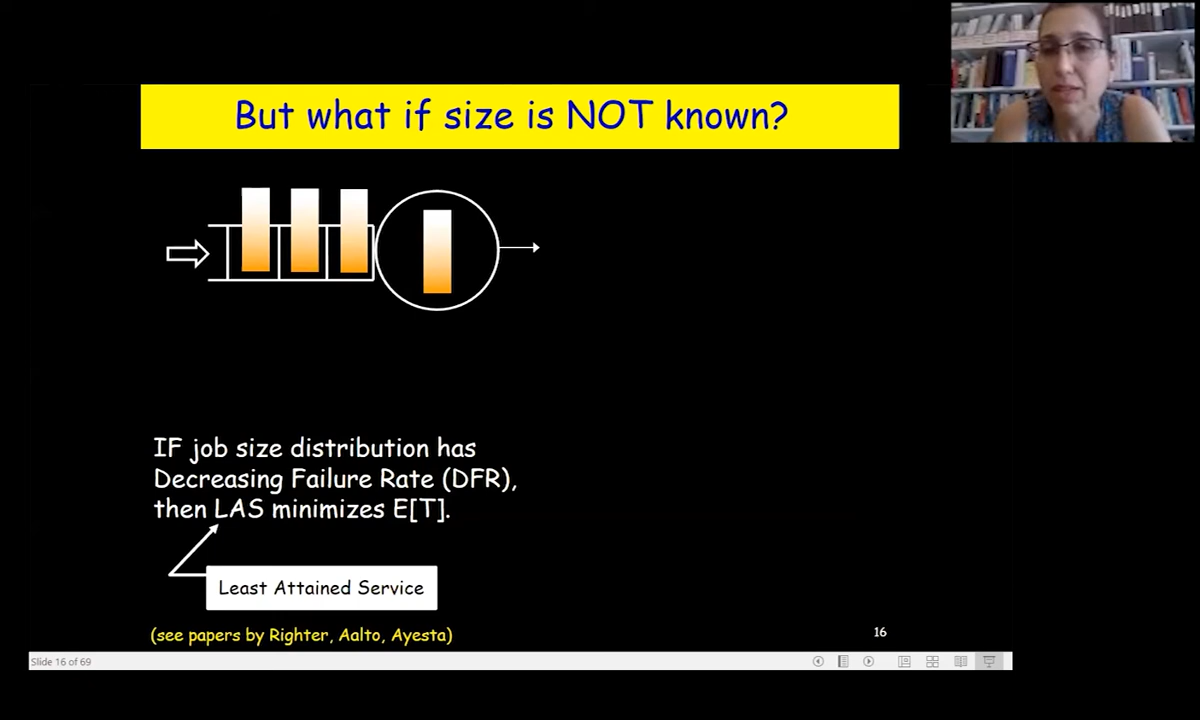 But what if size is NOT known?
IF job size distribution has
Decreasing Failure Rate (DFR),
then LAS minimizes E[T].
Least Attained Service
(see papers by Righter, Aalto, Ayesta)
16
Slide 16 of 69